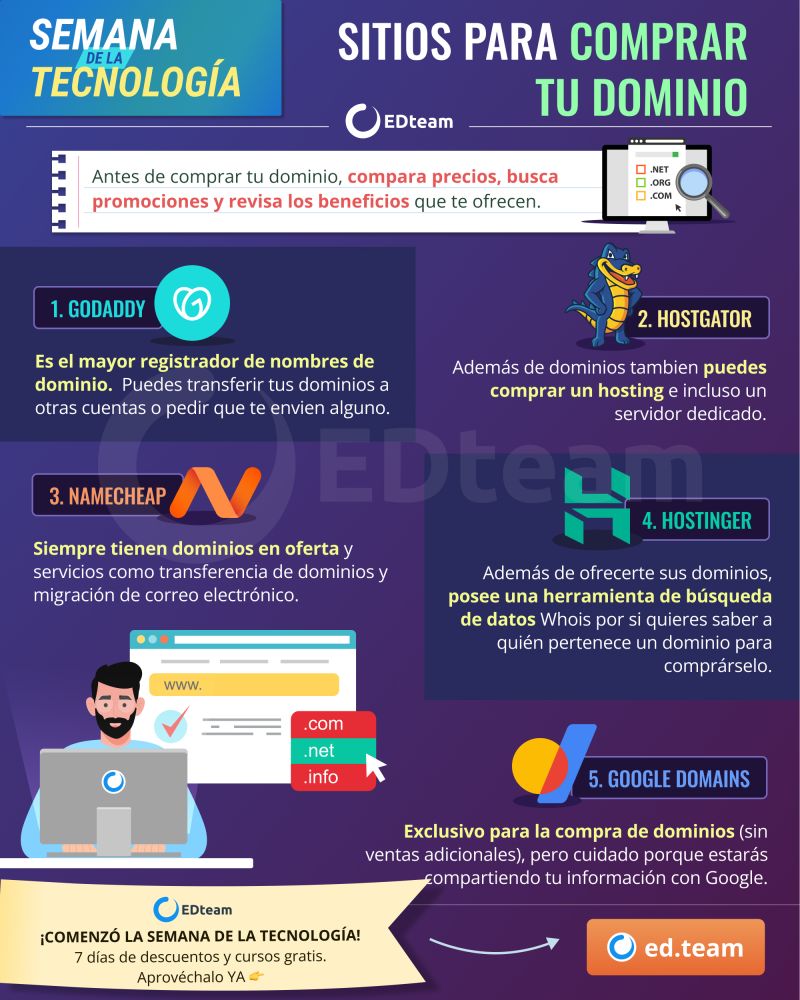 SEMANA
DE LA
TECNOLOGÍA
SITIOS PARA COMPRAR
TU DOMINIO
EDteam
Antes de comprar tu dominio, compara precios, busca
promociones y revisa los beneficios que te ofrecen.
.NET
.ORG
.COM
1. GODADDY
Es el mayor registrador de nombres de
dominio. Puedes transferir tus dominios a
otras cuentas o pedir que te envien alguno.
2. HOSTGATOR
Además de dominios tambien puedes
comprar un hosting e incluso un
servidor dedicado.
EDteam
3. NAMECHEAP
Siempre tienen dominios en oferta y
servicios como transferencia de dominios y
migración de correo electrónico.
4. HOSTINGER
Además de ofrecerte sus dominios,
posee una herramienta de búsqueda
de datos Whois por si quieres saber a
quién pertenece un dominio para
comprárselo.
www.
.com
.net
.info
5. GOOGLE DOMAINS
Exclusivo para la compra de dominios (sin
ventas adicionales), pero cuidado porque estarás
compartiendo tu información con Google.
EDteam
¡COMENZÓ LA SEMANA DE LA TECNOLOGÍA!
7 días de descuentos y cursos gratis.
Aprovéchalo YA 👉
ed.team